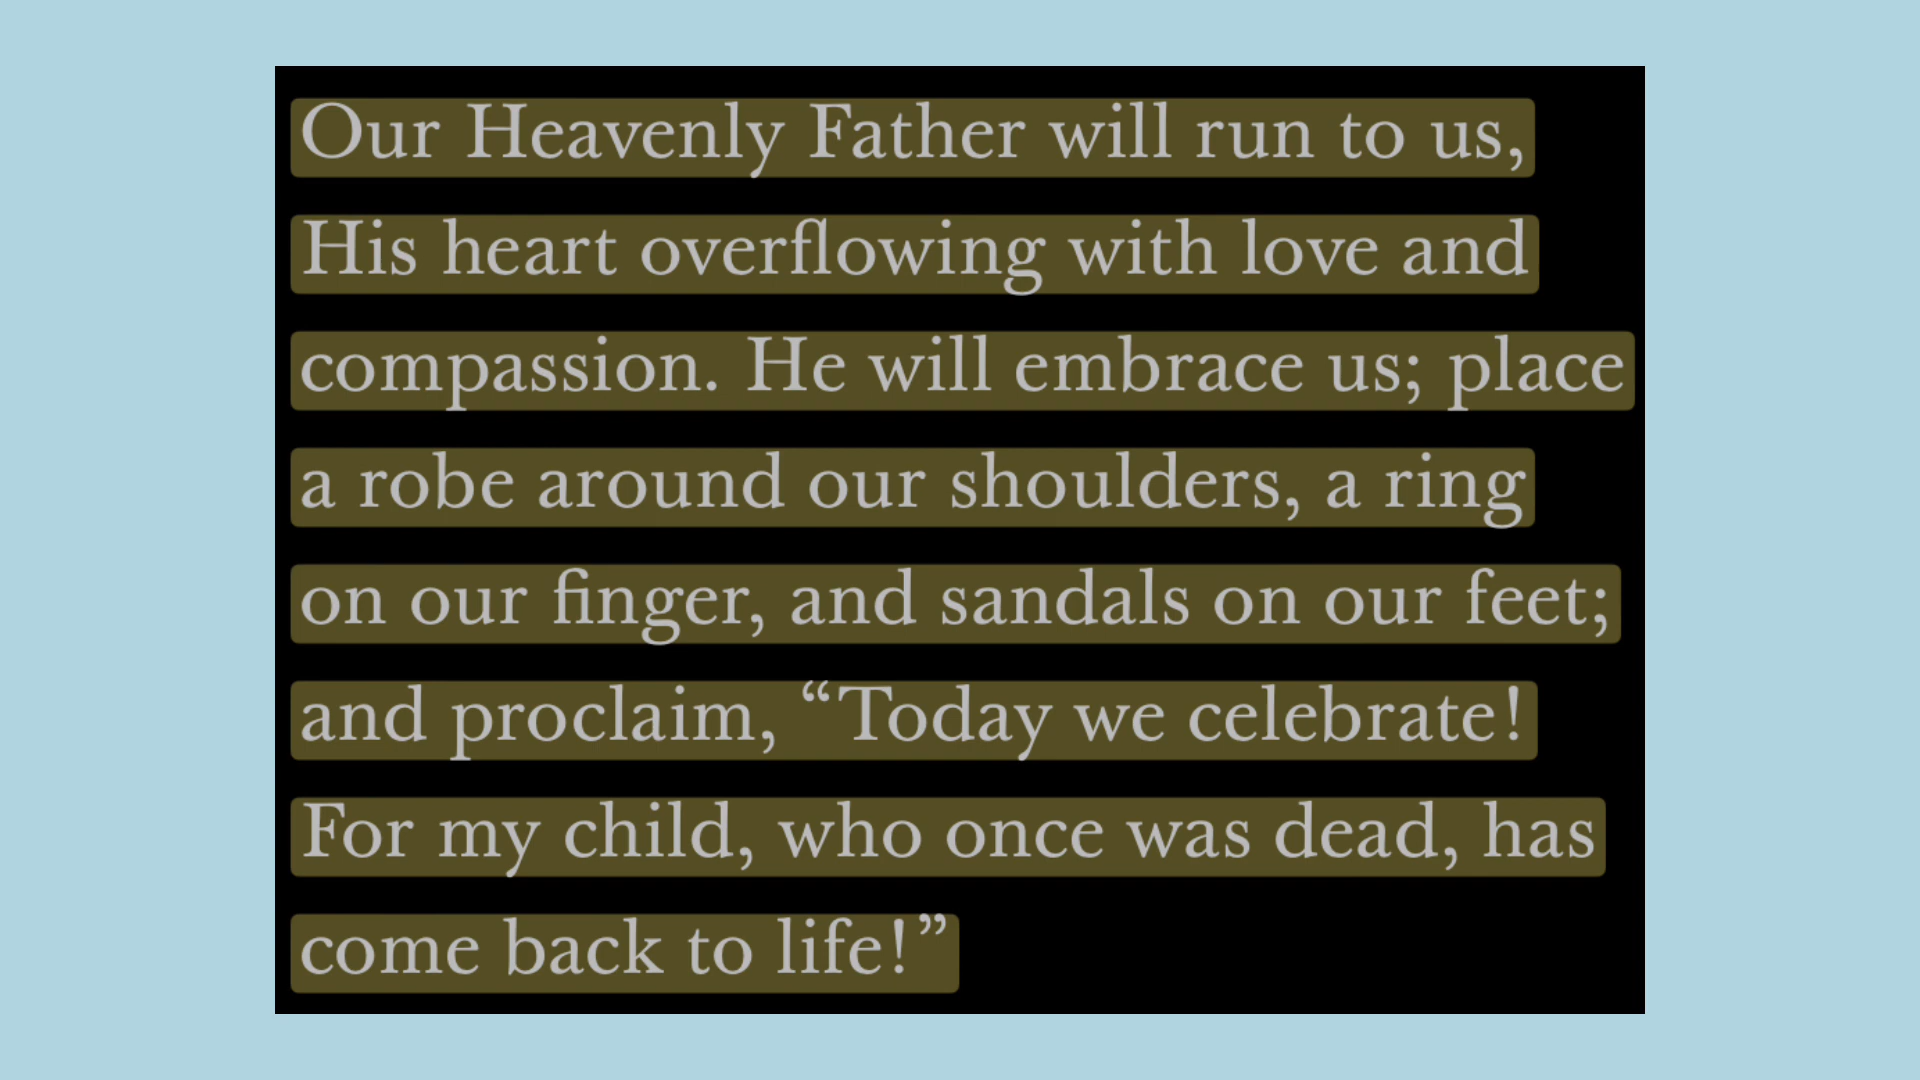 Our Heavenly Father will run to us,
His heart overflowing with love and
compassion. He will embrace us; place
a robe around our shoulders, a ring
on our finger, and sandals on our feet;
and proclaim, “Today we celebrate!
For my child, who once was dead, has
come back to life!”